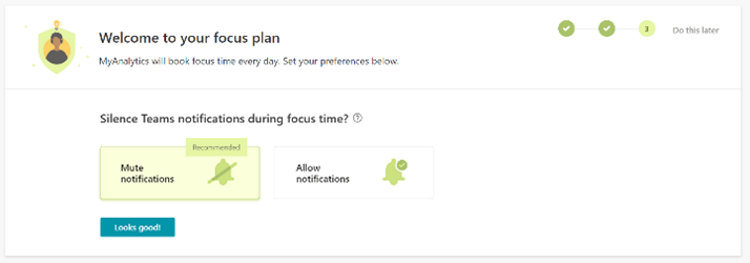 Welcome to your focus plan
3
Do this later
MyAnalytics will book focus time every day. Set your preferences below.
Silence Teams notifications during focus time? ?
Recommended
Mute
notifications
Allow
notifications
Looks good!